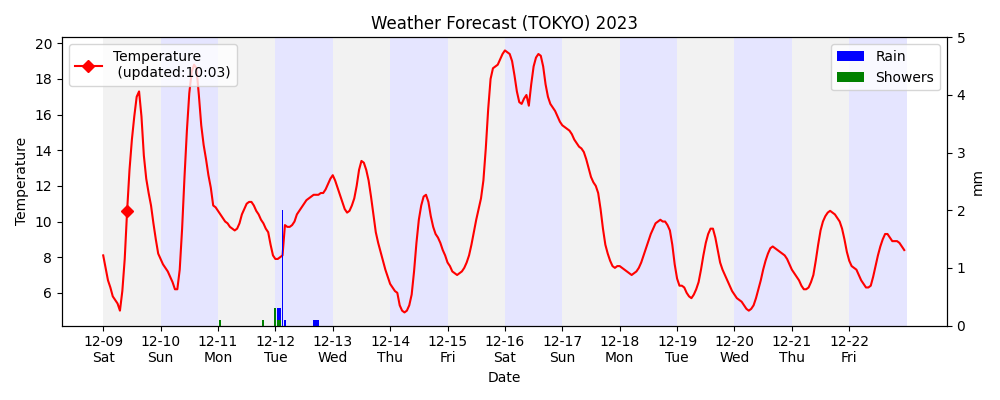 Weather Forecast (TOKYO) 2023
Temperature
(updated:10:03)
Rain
Showers
20
18
16
14
12
10
8
6
Temperature
5
4
3
2
1
0
mm
12-09 12-10 12-11 12-12 12-13 12-14 12-15 12-16 12-17 12-18 12-19 12-20 12-21 12-22
Sat Sun Mon Tue Wed Thu Fri Sat Sun Mon Tue Wed Thu Fri
Date